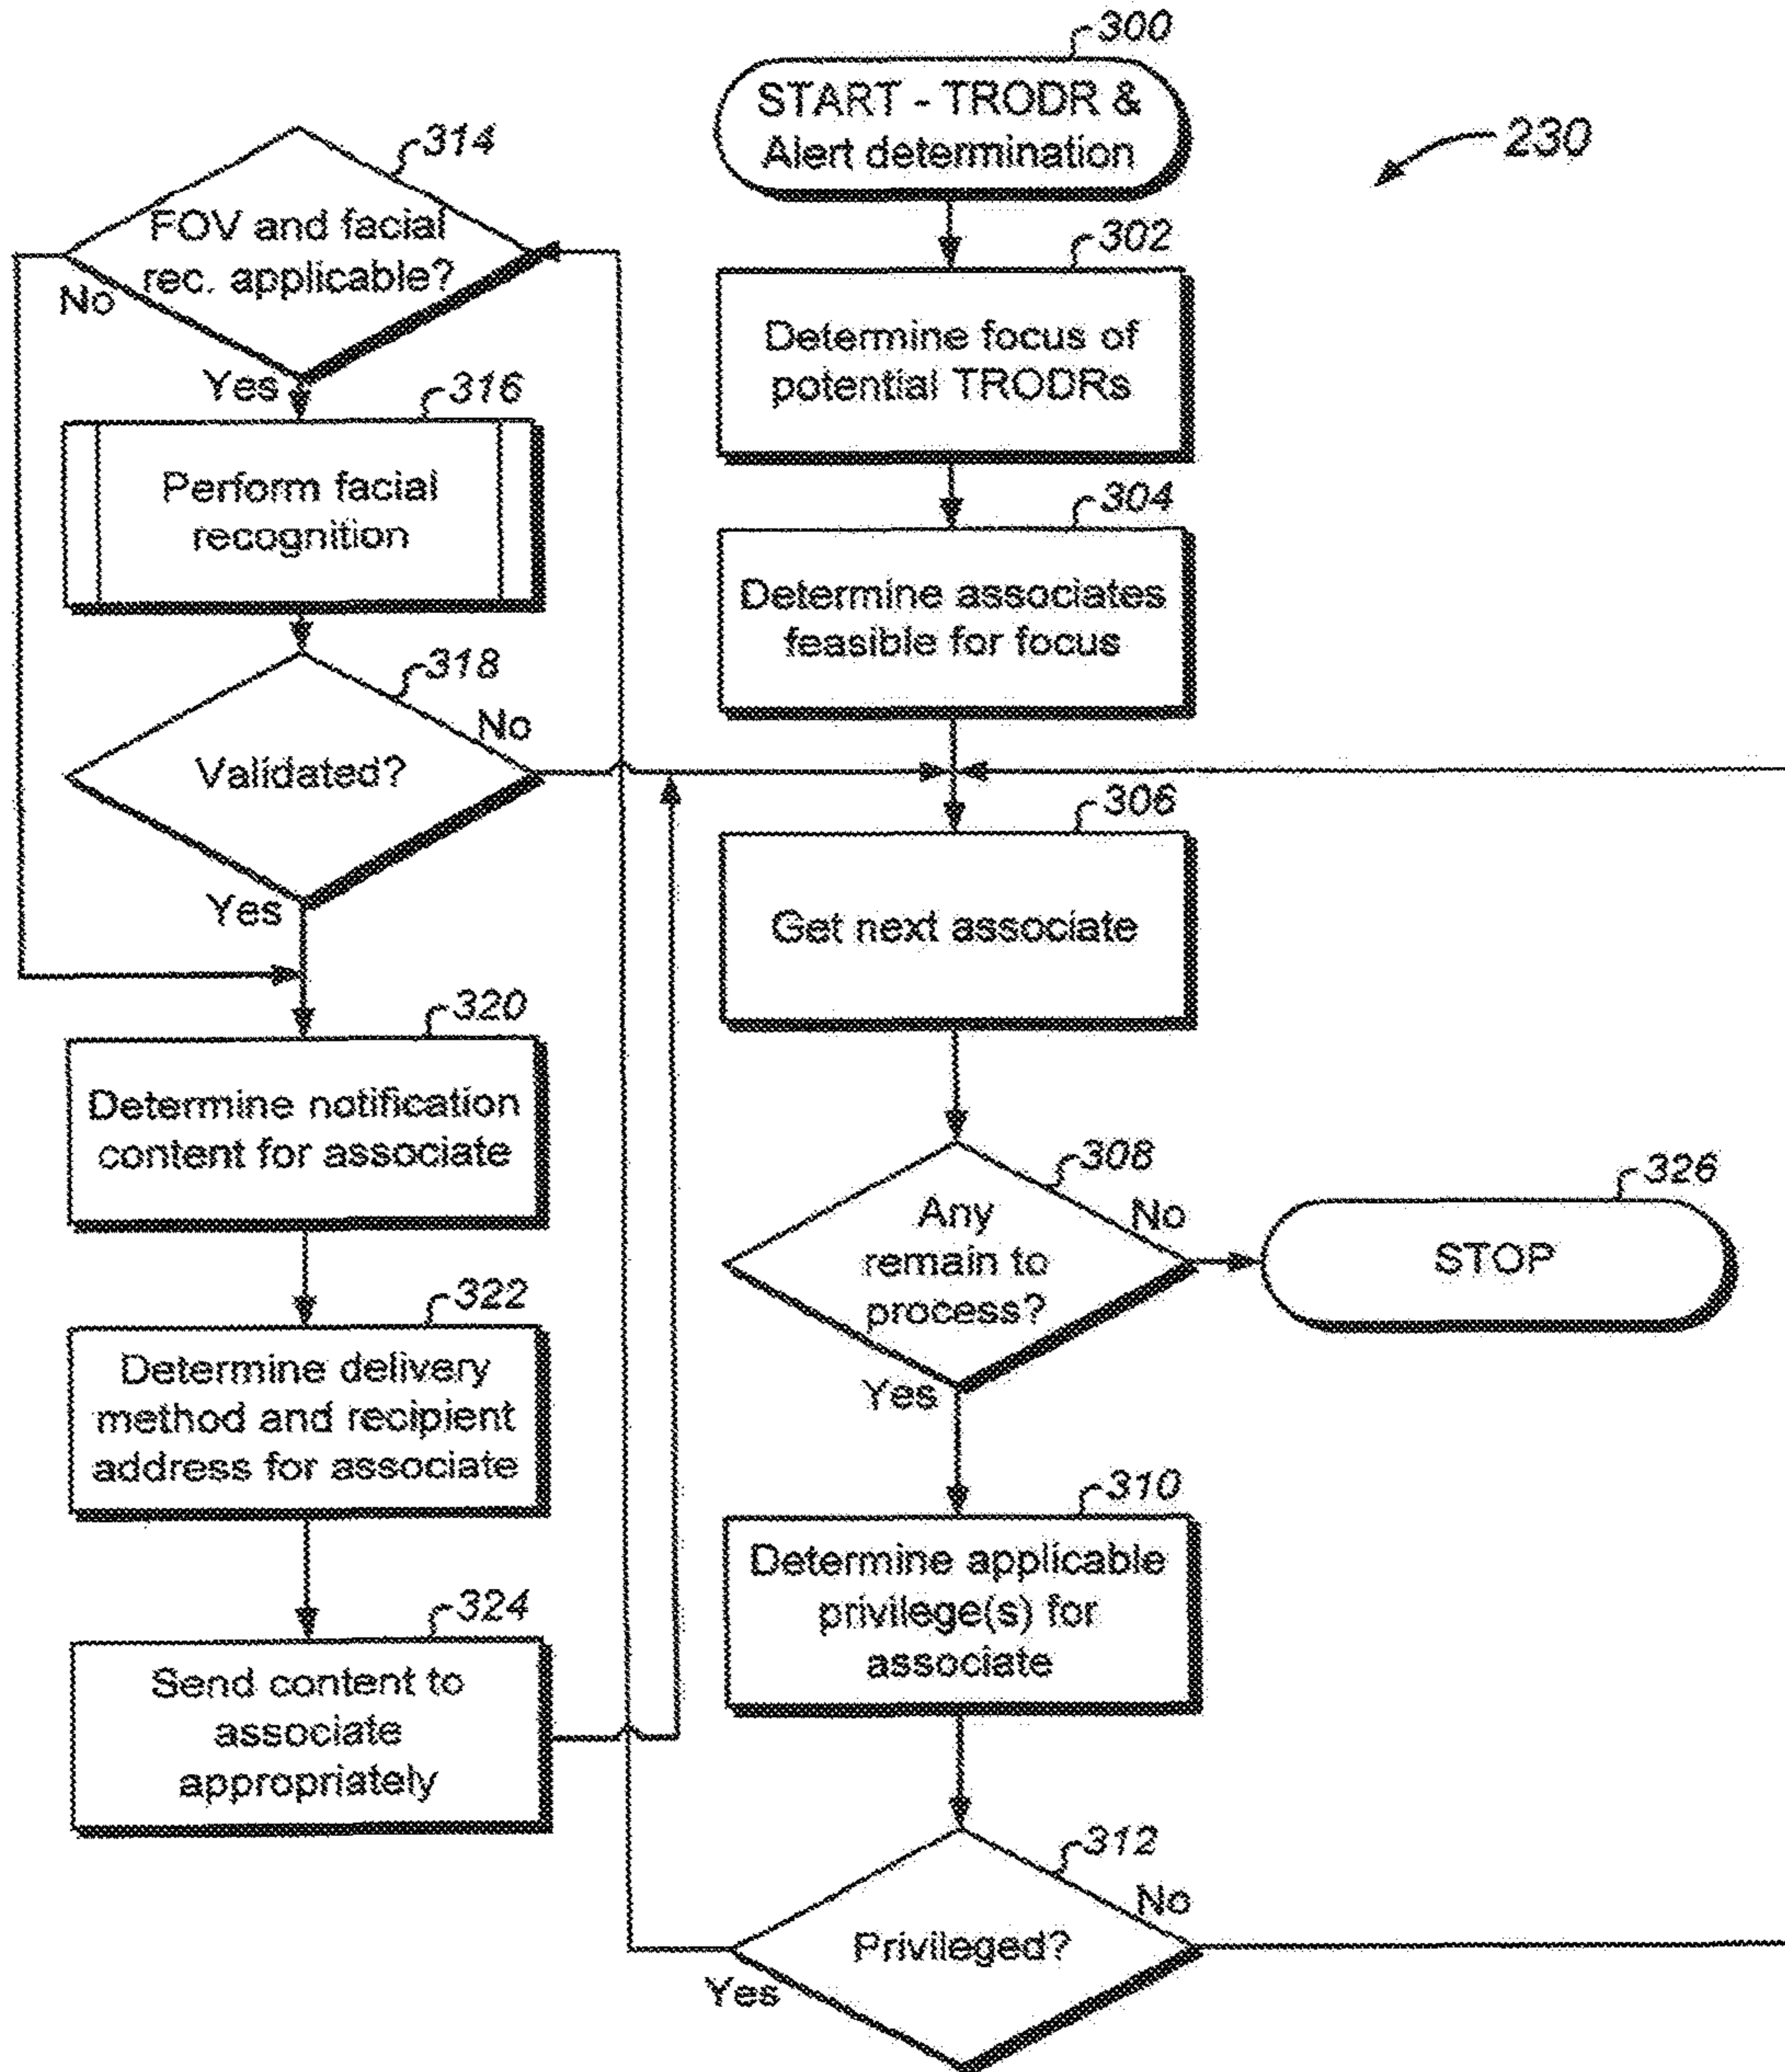 300
START - TRODR &
Alert determination
230
302
Determine focus of
potential TRODRs
304
Determine associates
feasible for focus
306
Get next associate
308
Any
remain to
process?
No
Yes
326
STOP
310
Determine applicable
privilege(s) for
associate
312
Privileged?
No
Yes
314
FOV and facial
rec. applicable?
No
Yes
316
Perform facial
recognition
318
Validated?
No
Yes
320
Determine notification
content for associate
322
Determine delivery
method and recipient
address for associate
324
Send content to
associate
appropriately